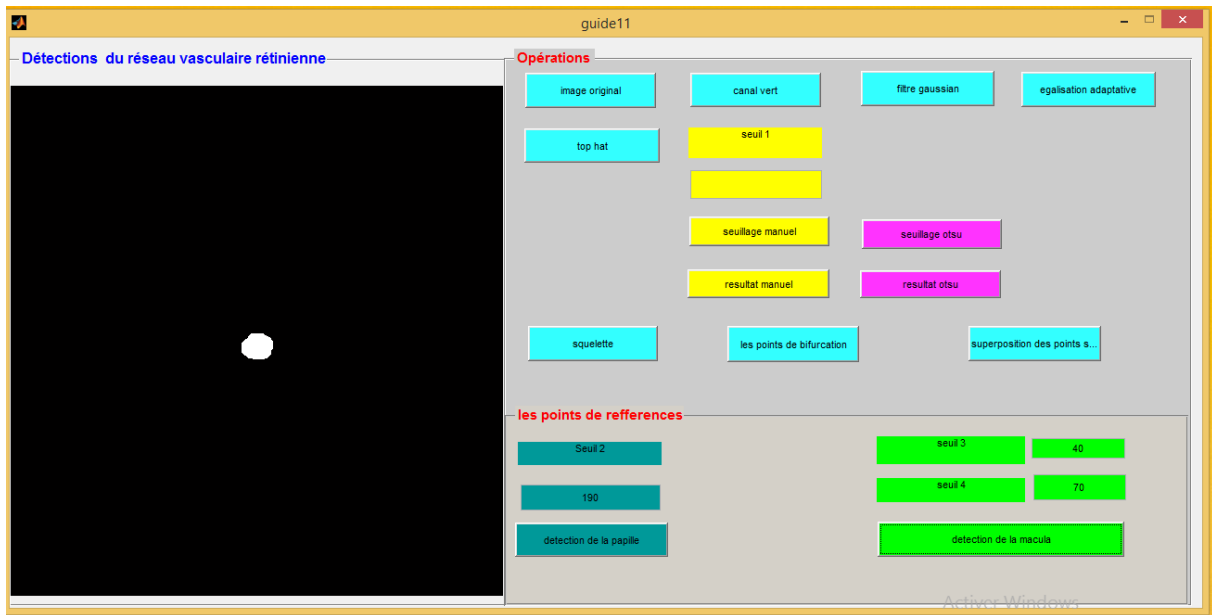 guide11
Détections du réseau vasculaire rétinienne
Opérations
image original
canal vert
filtre gaussian
egalisation adaptative
top hat
seuil 1
seuillage manuel
seuillage otsu
resultat manuel
resultat otsu
squelette
les points de bifurcation
superposition des points s...
les points de refferences
Seuil 2
seuil 3
40
190
seuil 4
70
detection de la papille
detection de la macula
Activer Windows